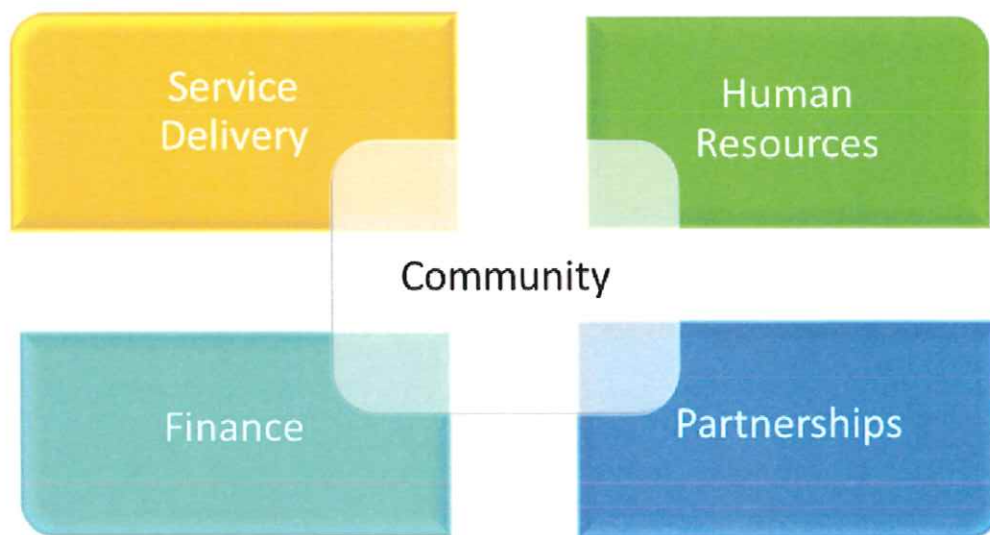 Service
Delivery
Human
Resources
Community
Finance
Partnerships